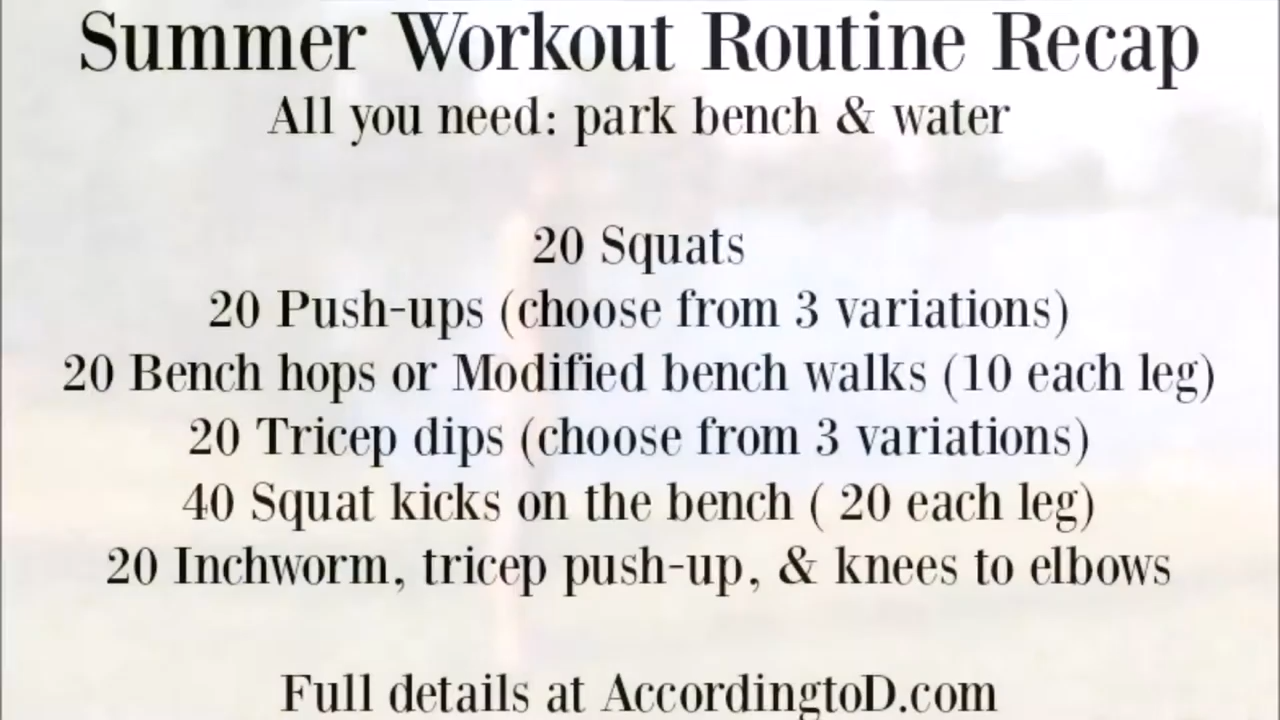 Summer Workout Routine Recap
All you need: park bench & water
20 Squats
20 Push-ups (choose from 3 variations)
20 Bench hops or Modified bench walks (10 each leg)
20 Tricep dips (choose from 3 variations)
40 Squat kicks on the bench ( 20 each leg)
20 Inchworm, tricep push-up, & knees to elbows
Full details at AccordingtoD.com